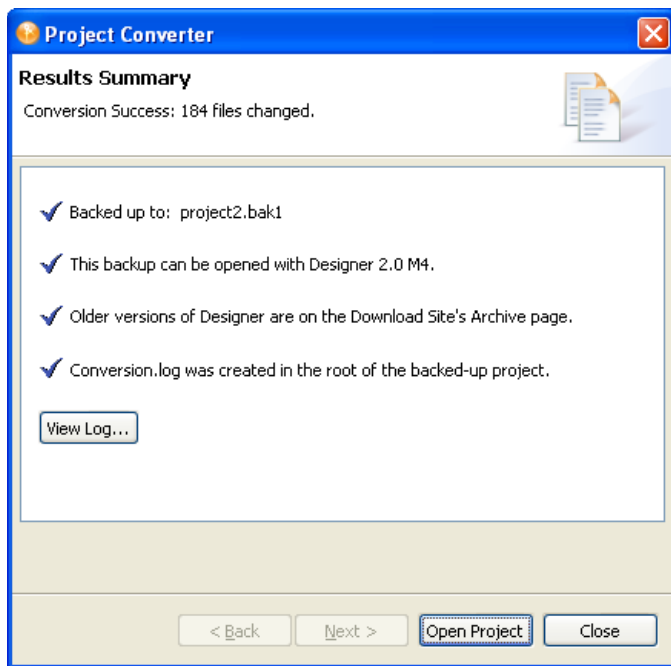 Project Converter
Results Summary
Conversion Success: 184 files changed.
Backed up to:  project2.bak1
This backup can be opened with Designer 2.0 M4.
Older versions of Designer are on the Download Site's Archive page.
Conversion.log was created in the root of the backed-up project.
View Log...
< Back Next > Open Project Close